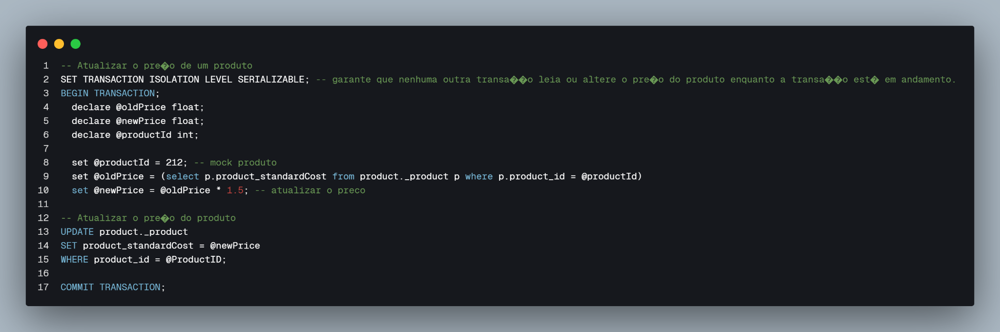 1 -- Atualizar o pre�o de um produto
2 SET TRANSACTION ISOLATION LEVEL SERIALIZABLE; -- garante que nenhuma outra transa��o leia ou altere o pre�o do produto enquanto a transa��o est� em andamento.
3 BEGIN TRANSACTION;
4   declare @oldPrice float;
5   declare @newPrice float;
6   declare @productId int;
7
8   set @productId = 212; -- mock produto
9   set @oldPrice = (select p.product_standardCost from product._product p where p.product_id = @productId)
10   set @newPrice = @oldPrice * 1.5; -- atualizar o preco
11
12 -- Atualizar o pre�o do produto
13 UPDATE product._product
14 SET product_standardCost = @newPrice
15 WHERE product_id = @ProductID;
16
17 COMMIT TRANSACTION;